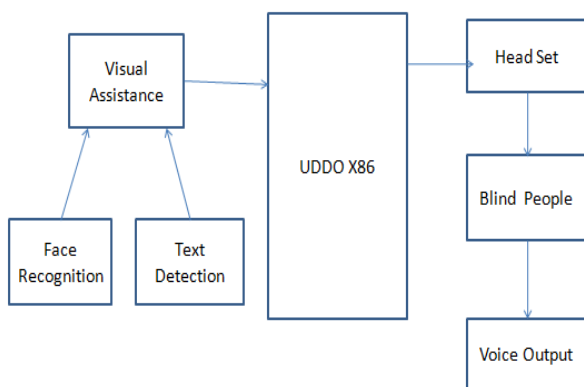 Visual
Assistance
Face
Recognition
Text
Detection
UDDO X86
Head Set
Blind People
Voice Output